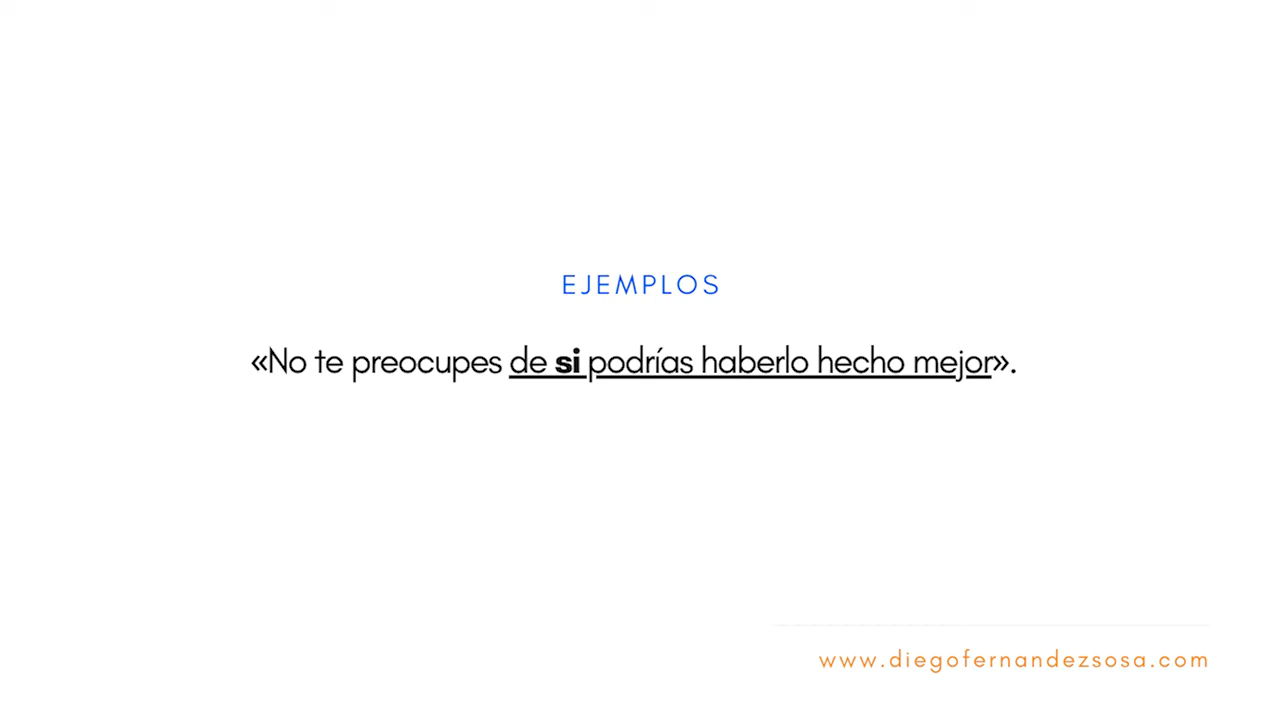 EJEMPLOS
«No te preocupes de si podrías haberlo hecho mejor».
www.diegofernandezsosa.com